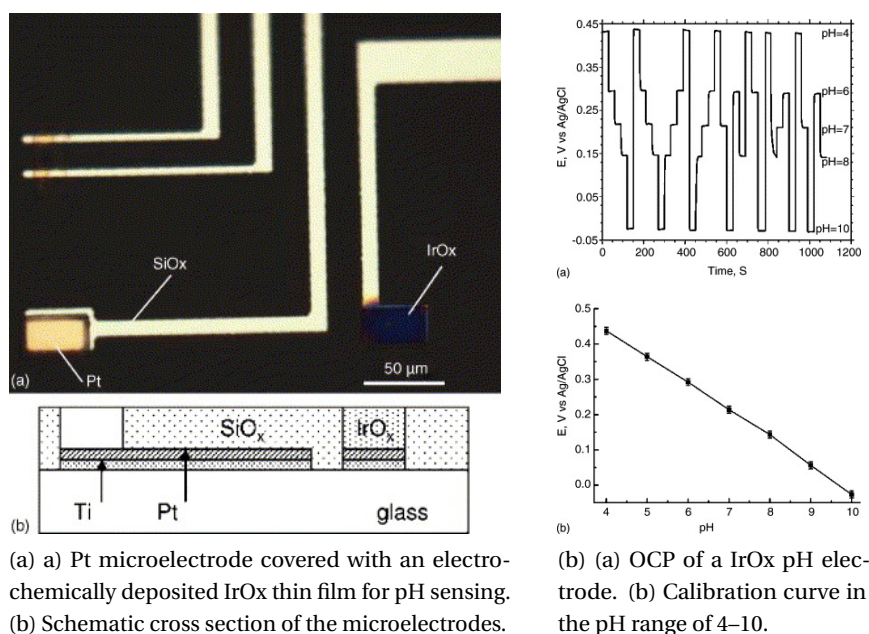 SiOx
IrOx
Pt
50 µm
(a)
SiOx
IrOx
Ti
Pt
glass
(b)
(a) a) Pt microelectrode covered with an electro-
chemically deposited IrOx thin film for pH sensing.
(b) Schematic cross section of the microelectrodes.
0.45
0.35
0.25
0.15
0.05
-0.05
E, V vs Ag/AgCl
pH=4
pH=6
pH=7
pH=8
pH=10
0
200
400
600
800
1000
1200
(a)
Time, S
0.5
0.4
0.3
0.2
0.1
0.0
E, V vs Ag/AgCl
4
5
6
7
8
9
10
(b)
pH
(b) (a) OCP of a IrOx pH elec-
trode. (b) Calibration curve in
the pH range of 4–10.